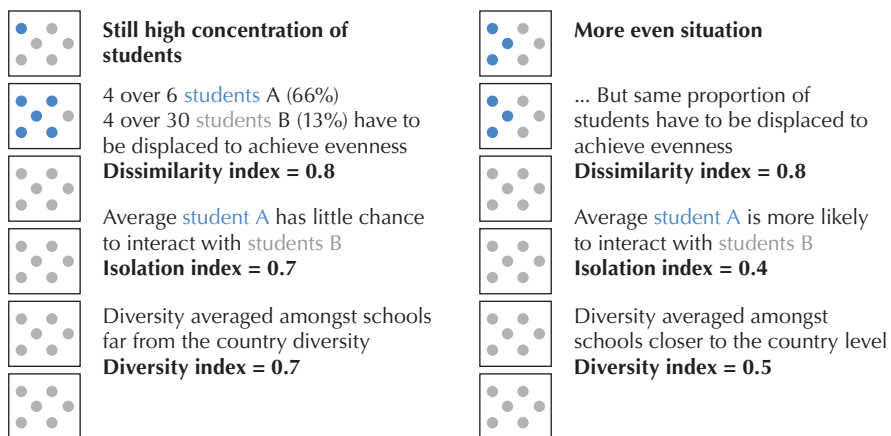 Still high concentration of
students
4 over 6 students A (66%)
4 over 30 students B (13%) have to
be displaced to achieve evenness
Dissimilarity index = 0.8
Average student A has little chance
to interact with students B
Isolation index = 0.7
Diversity averaged amongst schools
far from the country diversity
Diversity index = 0.7
More even situation
... But same proportion of
students have to be displaced to
achieve evenness
Dissimilarity index = 0.8
Average student A is more likely
to interact with students B
Isolation index = 0.4
Diversity averaged amongst
schools closer to the country level
Diversity index = 0.5